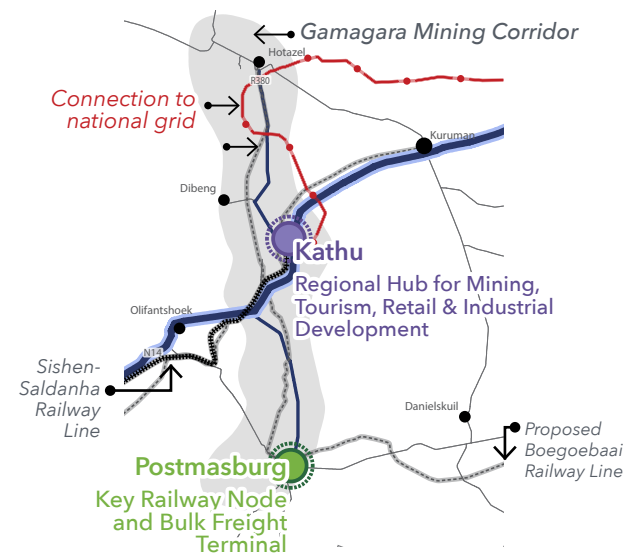 Gamagara Mining Corridor
Hotazel
R380
Connection to
national grid
Kuruman
Dibeng
Kathu
Regional Hub for Mining,
Tourism, Retail & Industrial
Development
Olifantshoek
N14
Sishen-
Saldanha
Railway
Line
Danielskuil
Proposed
Boegoebaai
Railway Line
Postmasburg
Key Railway Node
and Bulk Freight
Terminal